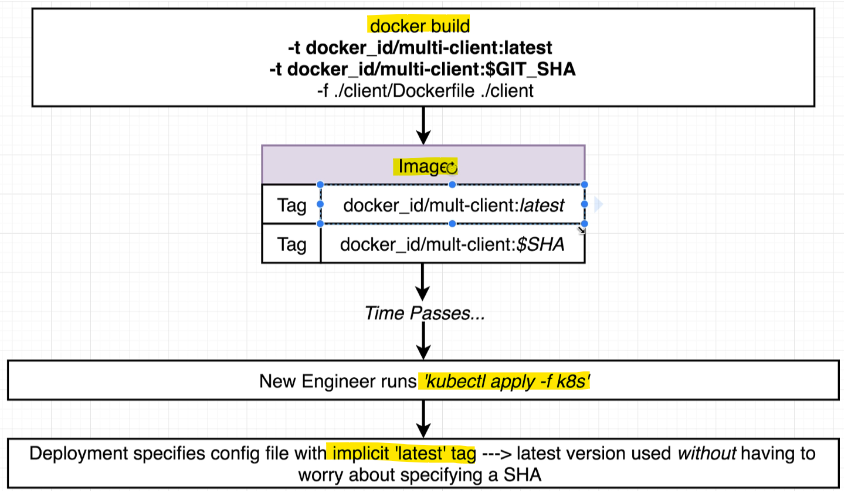 docker build
-t docker_id/multi-client:latest
-t docker_id/multi-client:$GIT_SHA
-f ./client/Dockerfile ./client
Image
Tag docker_id/mult-client:latest
Tag docker_id/mult-client:$SHA
Time Passes...
New Engineer runs 'kubectl apply -f k8s'
Deployment specifies config file with implicit 'latest' tag ---> latest version used without having to
worry about specifying a SHA